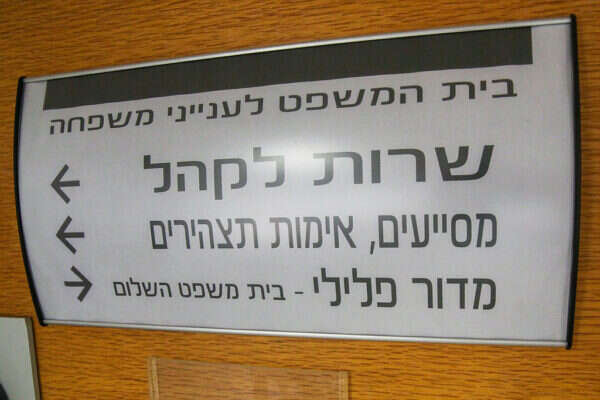 בית המשפט לענייני משפחה
שרות לקהל ←
מסייעים, אימות תצהירים ←
מדור פלילי - בית משפט השלום →